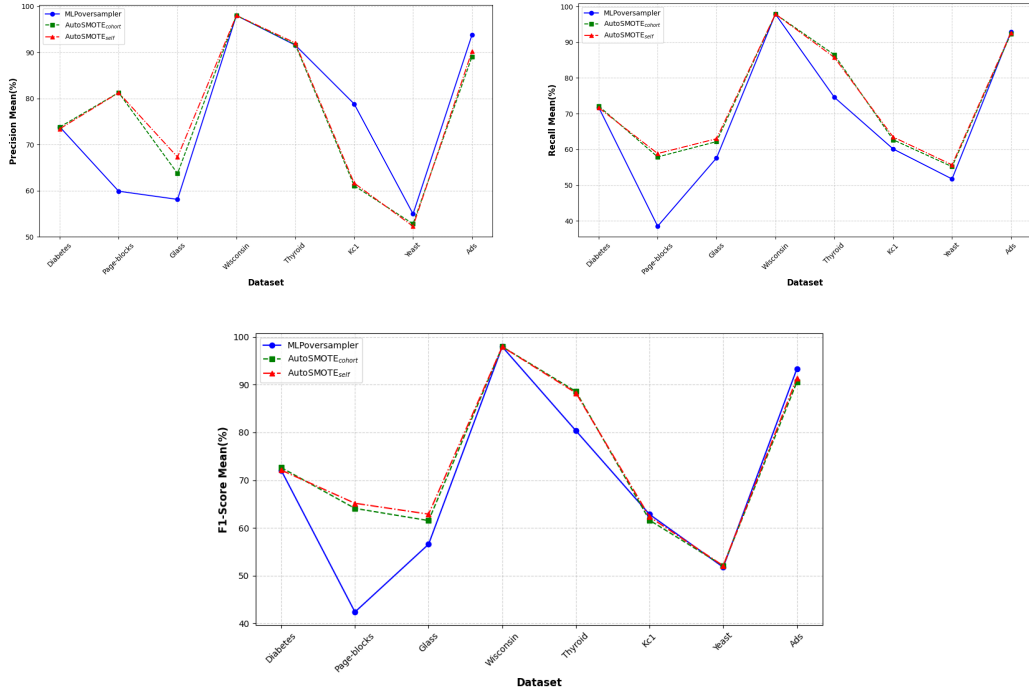 MLPoversampler
AutoSMOTEcohort
AutoSMOTEself
100
90
80
70
60
50
Precision Mean(%)
Diabetes
Page-blocks
Glass
Wisconsin
Thyroid
Kc1
Yeast
Ads
Dataset
MLPoversampler
AutoSMOTEcohort
AutoSMOTEself
100
90
80
70
60
50
40
Recall Mean(%)
Diabetes
Page-blocks
Glass
Wisconsin
Thyroid
Kc1
Yeast
Ads
Dataset
MLPoversampler
AutoSMOTEcohort
AutoSMOTEself
100
90
80
70
60
50
40
F1-Score Mean(%)
Diabetes
Page-blocks
Glass
Wisconsin
Thyroid
Kc1
Yeast
Ads
Dataset